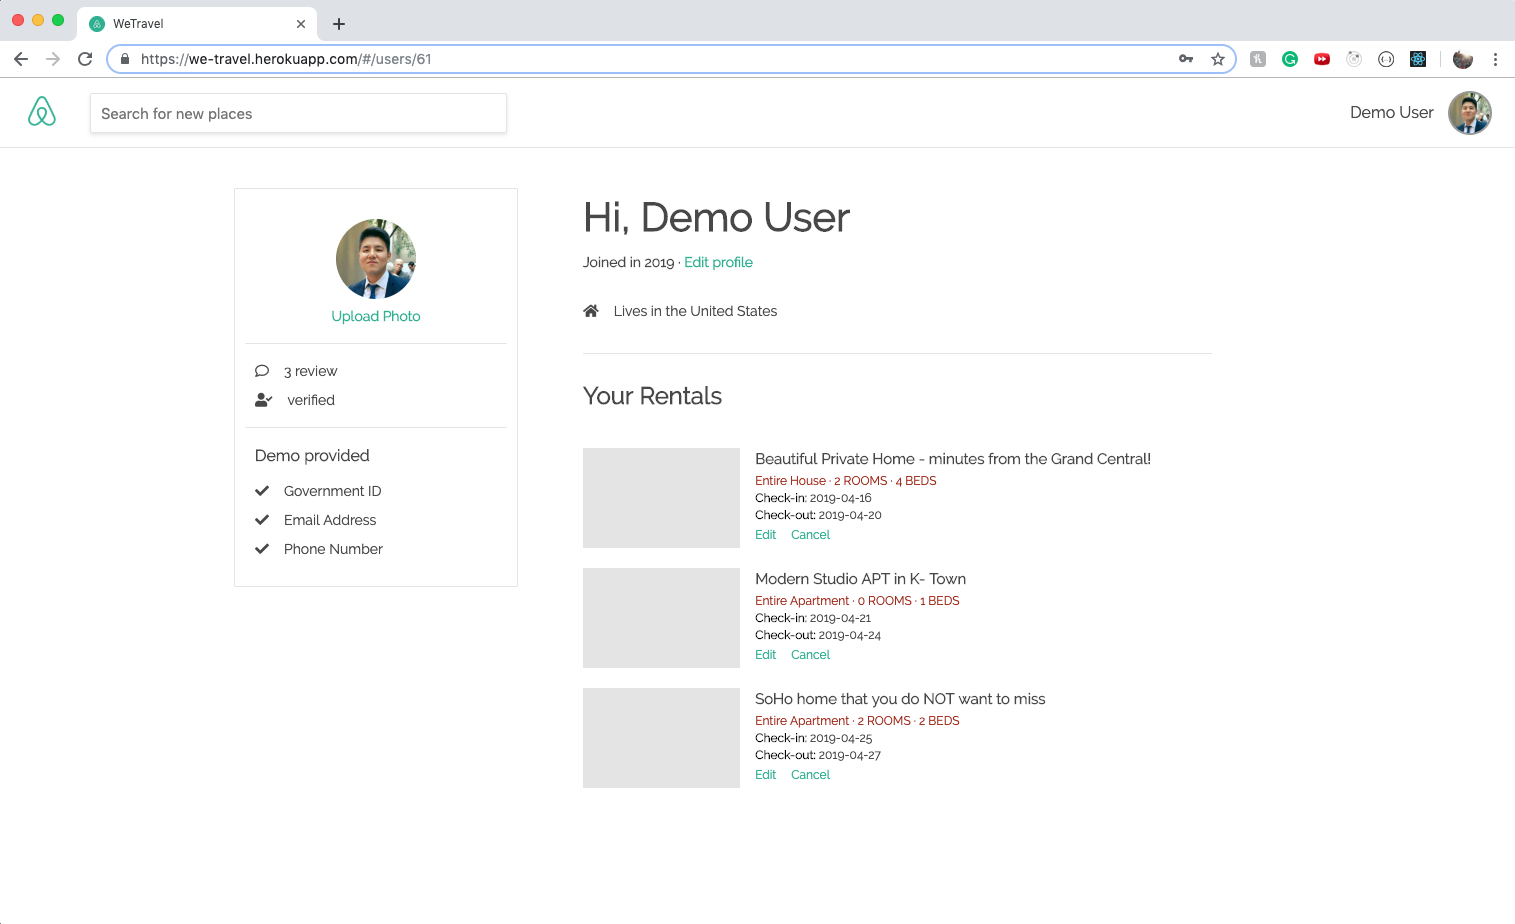 WeTravel
https://we-travel.herokuapp.com/#/users/61
Search for new places
Demo User
Upload Photo
3 review
verified
Demo provided
Government ID
Email Address
Phone Number
Hi, Demo User
Joined in 2019 · Edit profile
Lives in the United States
Your Rentals
Beautiful Private Home - minutes from the Grand Central!
Entire House · 2 ROOMS · 4 BEDS
Check-in: 2019-04-16
Check-out: 2019-04-20
Edit Cancel
Modern Studio APT in K- Town
Entire Apartment · 0 ROOMS · 1 BEDS
Check-in: 2019-04-21
Check-out: 2019-04-24
Edit Cancel
SoHo home that you do NOT want to miss
Entire Apartment · 2 ROOMS · 2 BEDS
Check-in: 2019-04-25
Check-out: 2019-04-27
Edit Cancel